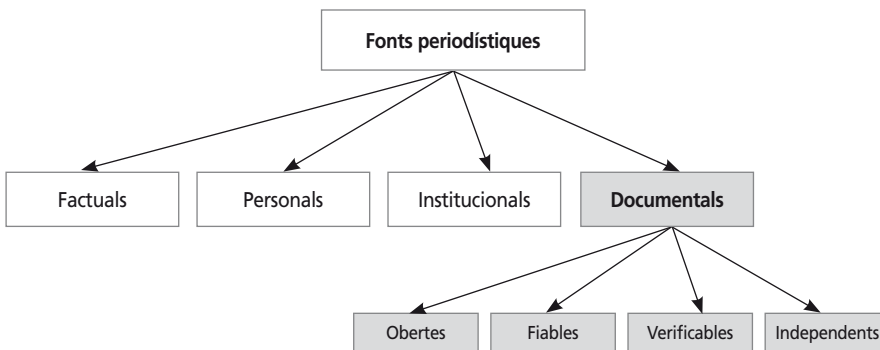 Fonts periodístiques
Factuals
Personals
Institucionals
Documentals
Obertes
Fiables
Verificables
Independents